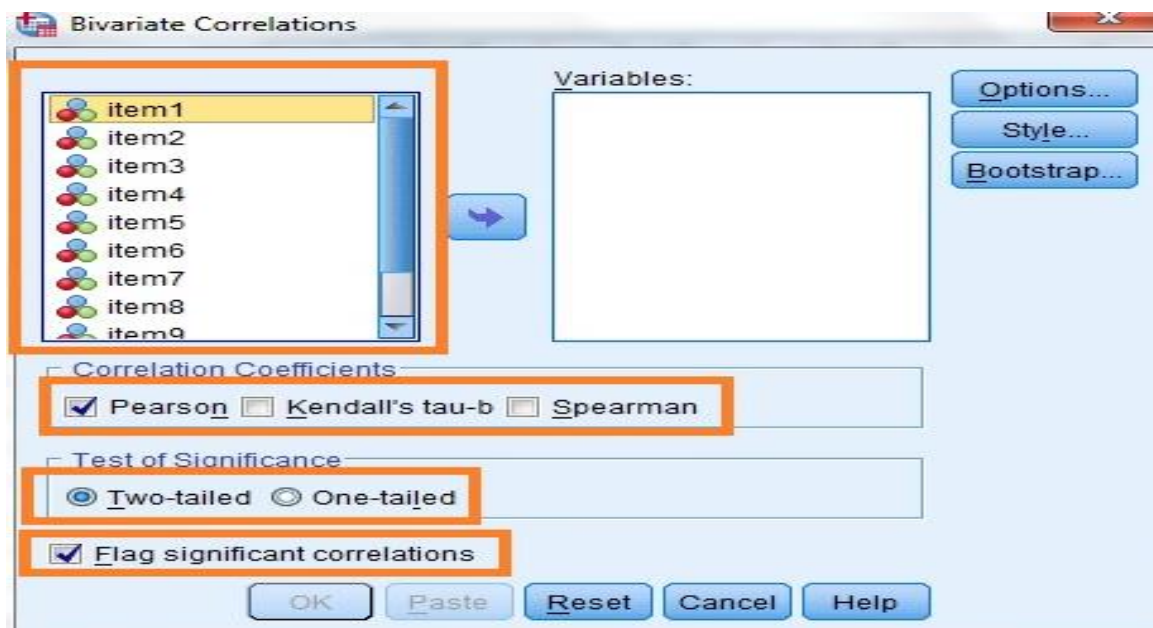 Bivariate Correlations
Variables:
item1
item2
item3
item4
item5
item6
item7
item8
item9
Options...
Style...
Bootstrap...
Correlation Coefficients
Pearson Kendall's tau-b Spearman
Test of Significance
Two-tailed One-tailed
Flag significant correlations
OK Paste Reset Cancel Help